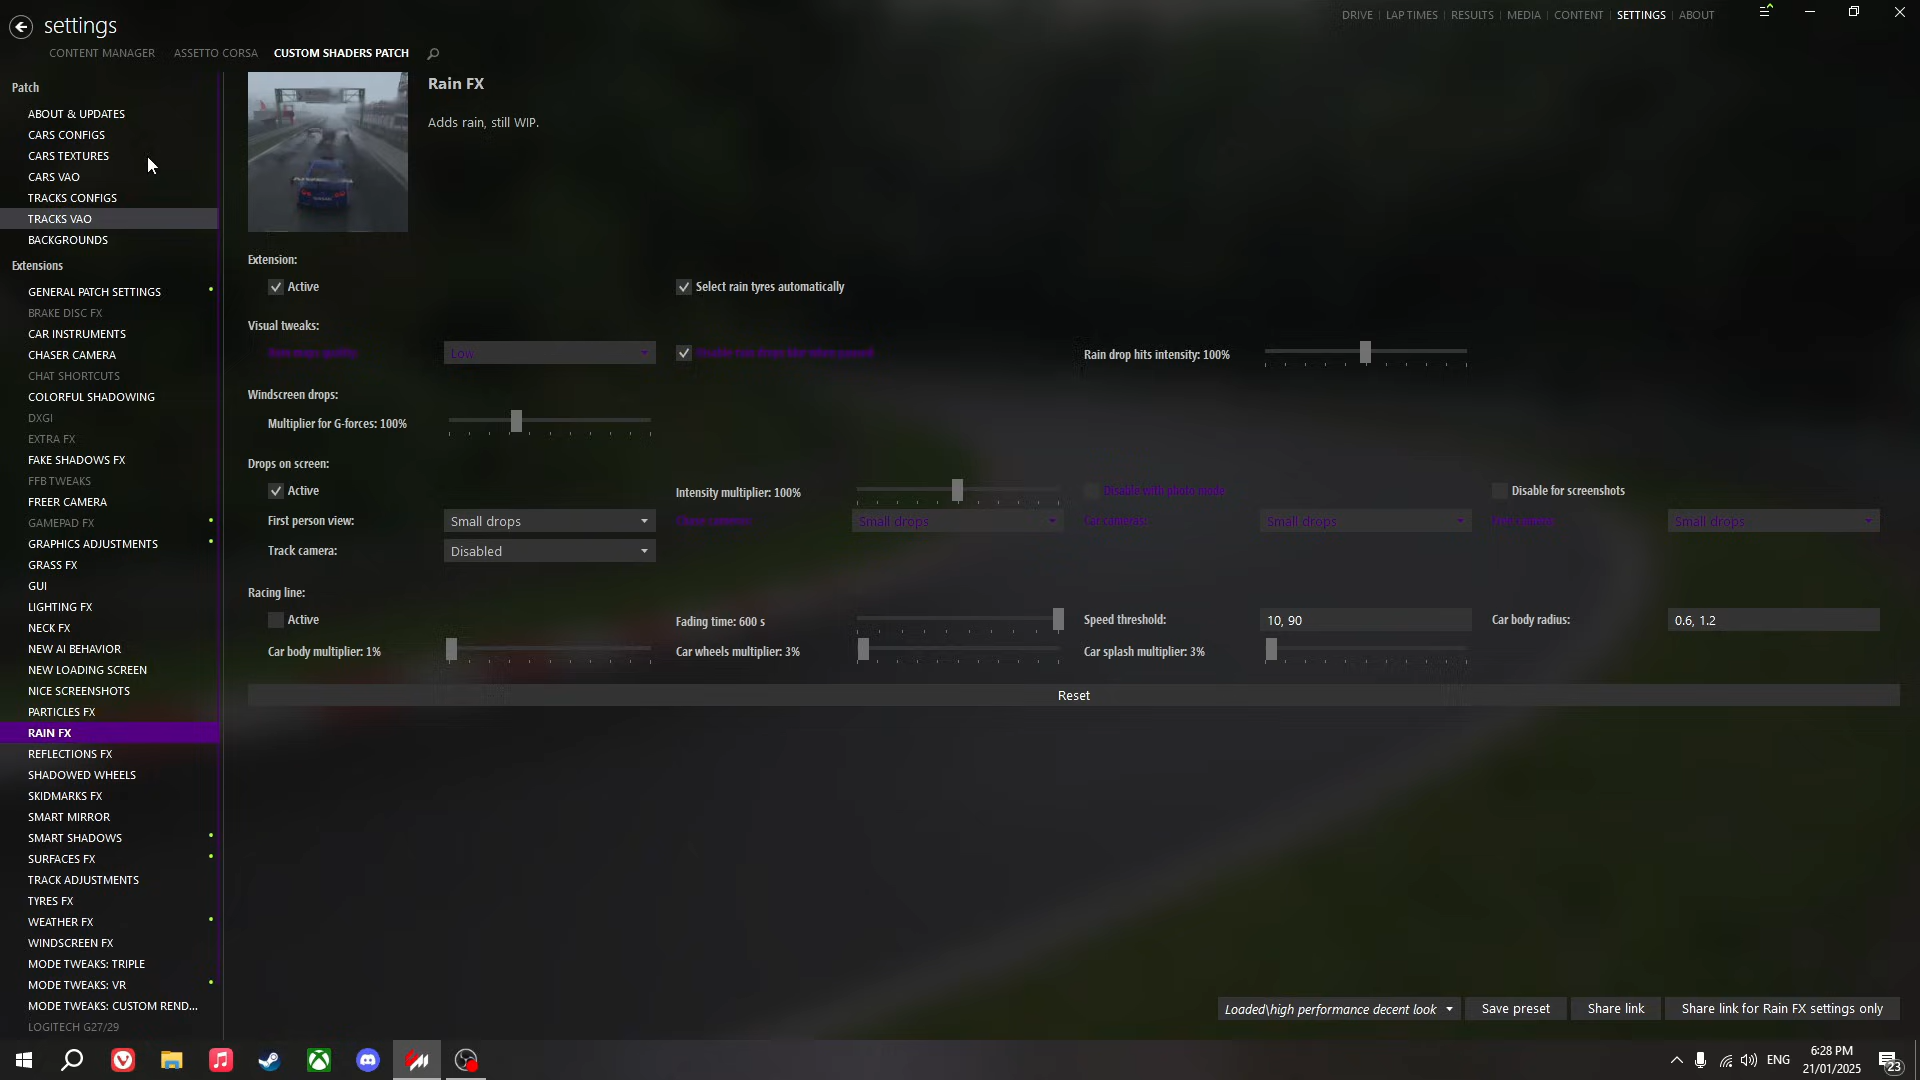 settings
DRIVE | LAP TIMES | RESULTS | MEDIA | CONTENT | SETTINGS | ABOUT
CONTENT MANAGER ASSETTO CORSA CUSTOM SHADERS PATCH
Patch
ABOUT & UPDATES
CARS CONFIGS
CARS TEXTURES
CARS VAO
TRACKS CONFIGS
TRACKS VAO
BACKGROUNDS
Extensions
GENERAL PATCH SETTINGS
BRAKE DISC FX
CAR INSTRUMENTS
CHASER CAMERA
CHAT SHORTCUTS
COLORFUL SHADOWING
DXGI
EXTRA FX
FAKE SHADOWS FX
FFB TWEAKS
FREER CAMERA
GAMEPAD FX
GRAPHICS ADJUSTMENTS
GRASS FX
GUI
LIGHTING FX
NECK FX
NEW AI BEHAVIOR
NEW LOADING SCREEN
NICE SCREENSHOTS
PARTICLES FX
RAIN FX
REFLECTIONS FX
SHADOWED WHEELS
SKIDMARKS FX
SMART MIRROR
SMART SHADOWS
SURFACES FX
TRACK ADJUSTMENTS
TYRES FX
WEATHER FX
WINDSCREEN FX
MODE TWEAKS: TRIPLE
MODE TWEAKS: VR
MODE TWEAKS: CUSTOM REND...
LOGITECH G27/29
Rain FX
Adds rain, still WIP.
Extension:
Active
Select rain tyres automatically
Visual tweaks:
Low
Rain drop hits intensity: 100%
Windscreen drops:
Multiplier for G-forces: 100%
Drops on screen:
Active
Intensity multiplier: 100%
Disable with photo mode
Disable for screenshots
First person view: Small drops
Small drops
Car cameras: Small drops
Small drops
Track camera: Disabled
Racing line:
Active
Fading time: 600 s
Speed threshold: 10, 90
Car body radius: 0.6, 1.2
Car body multiplier: 1%
Car wheels multiplier: 3%
Car splash multiplier: 3%
Reset
Loaded\high performance decent look
Save preset
Share link
Share link for Rain FX settings only
ENG
6:28 PM
21/01/2025
23